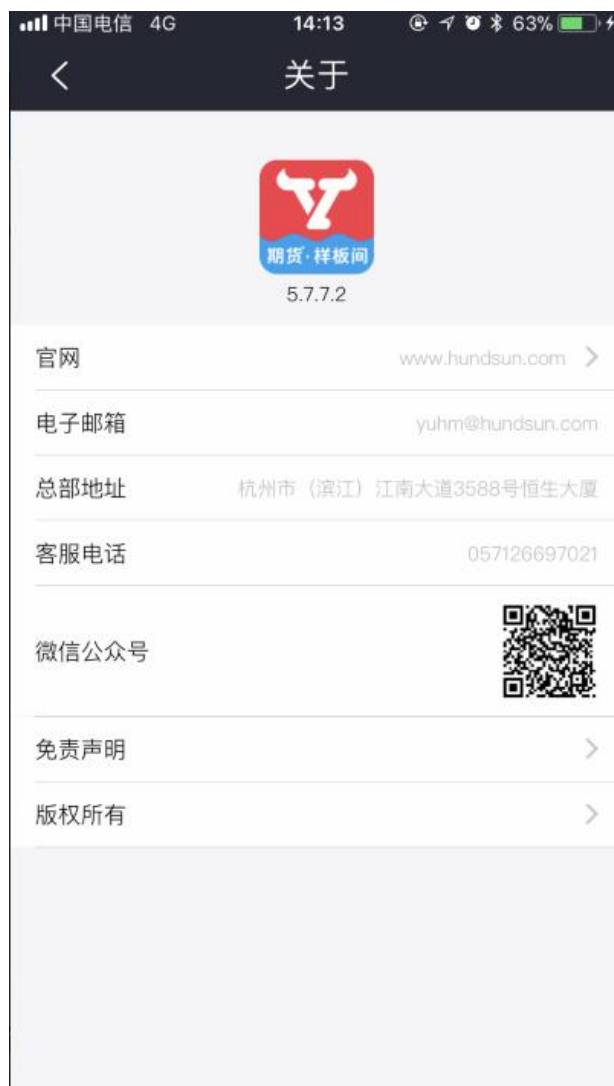 中国电信 4G 14:13 63%
关于
期货·样板间
5.7.7.2
官网 www.hundsun.com
电子邮箱 yuhm@hundsun.com
总部地址 杭州市（滨江）江南大道3588号恒生大厦
客服电话 057126697021
微信公众号
免责声明
版权所有